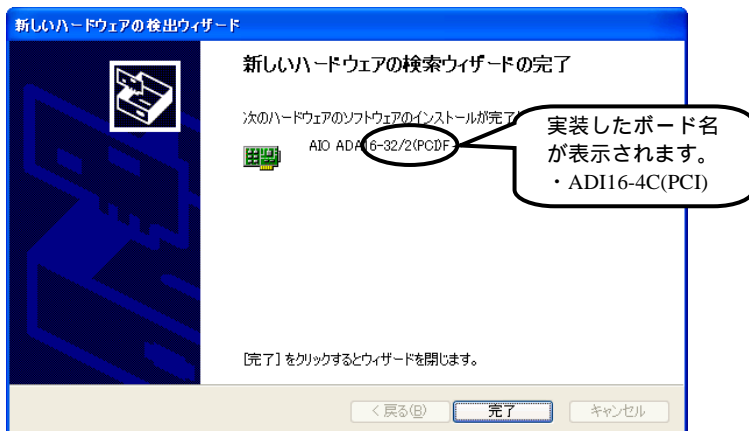 新しいハードウェアの検出ウィザード
新しいハードウェアの検索ウィザードの完了
次のハードウェアのソフトウェアのインストールが完了
AIO ADA16-32/2(PCI)F
実装したボード名
が表示されます。
・ADI16-4C(PCI)
[完了] をクリックするとウィザードを閉じます。
< 戻る(B)
完了
キャンセル